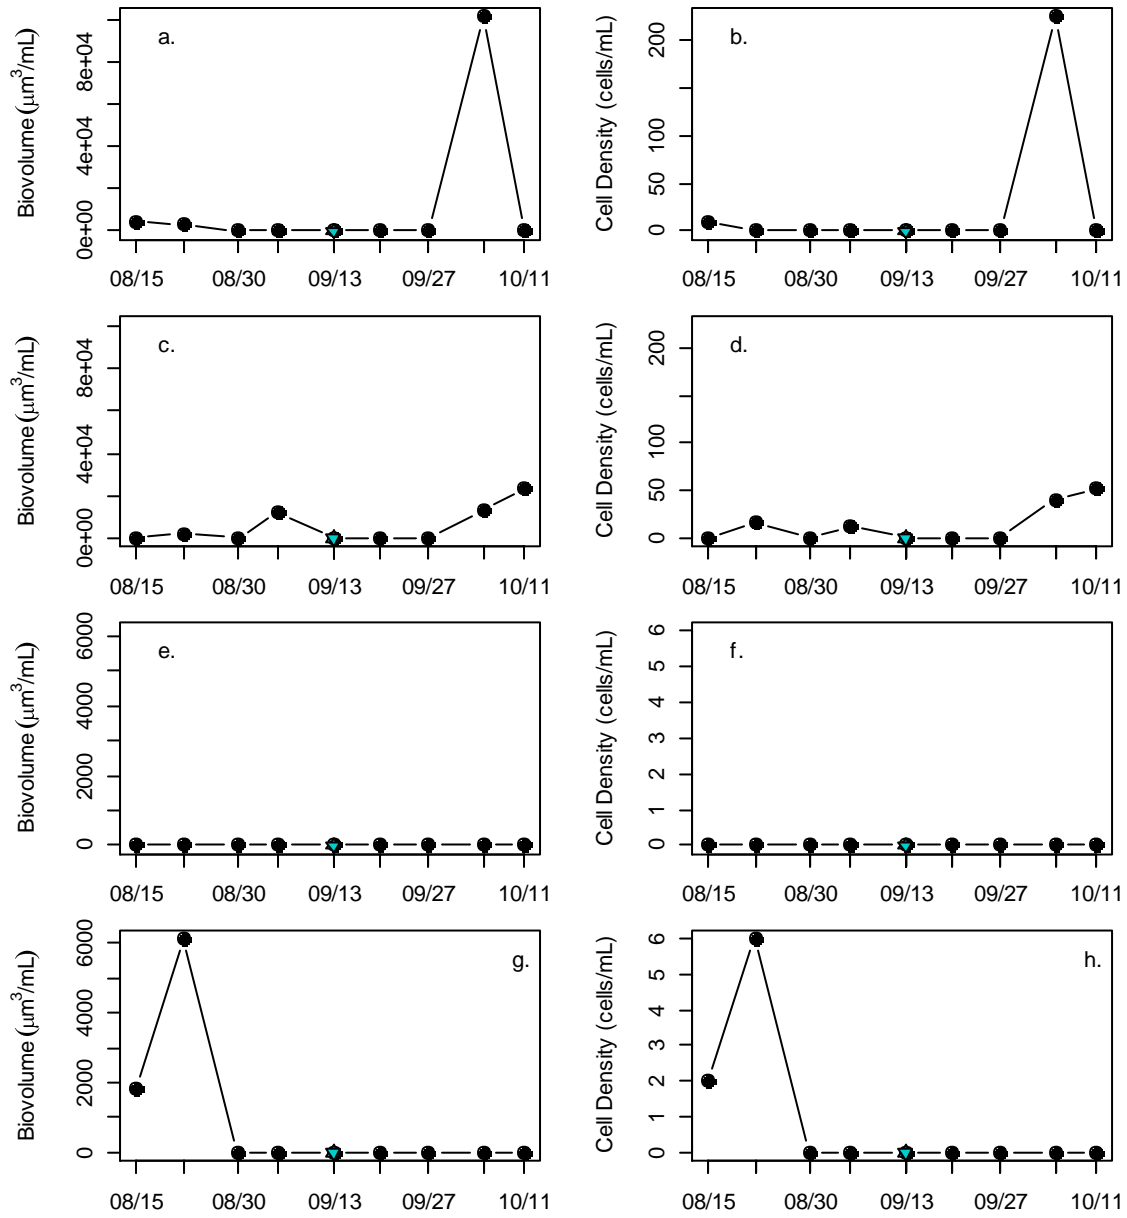 a.
Biovolume (μm³/mL)
0e+00 4e+04 8e+04
08/15 08/30 09/13 09/27 10/11
b.
Cell Density (cells/mL)
0 50 100 200
08/15 08/30 09/13 09/27 10/11
c.
Biovolume (μm³/mL)
0e+00 4e+04 8e+04
08/15 08/30 09/13 09/27 10/11
d.
Cell Density (cells/mL)
0 50 100 200
08/15 08/30 09/13 09/27 10/11
e.
Biovolume (μm³/mL)
0 2000 4000 6000
08/15 08/30 09/13 09/27 10/11
f.
Cell Density (cells/mL)
0 1 2 3 4 5 6
08/15 08/30 09/13 09/27 10/11
g.
Biovolume (μm³/mL)
0 2000 4000 6000
08/15 08/30 09/13 09/27 10/11
h.
Cell Density (cells/mL)
0 1 2 3 4 5 6
08/15 08/30 09/13 09/27 10/11